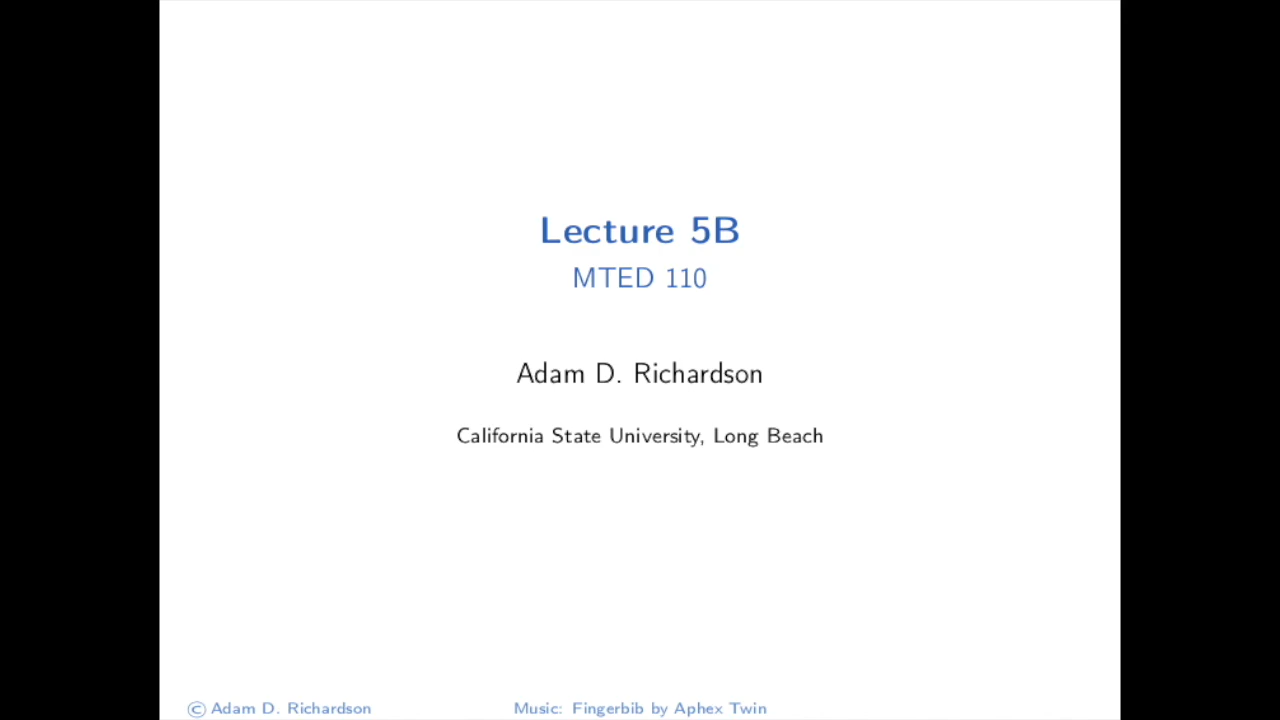 Lecture 5B
MTED 110
Adam D. Richardson
California State University, Long Beach
© Adam D. Richardson
Music: Fingerbib by Aphex Twin